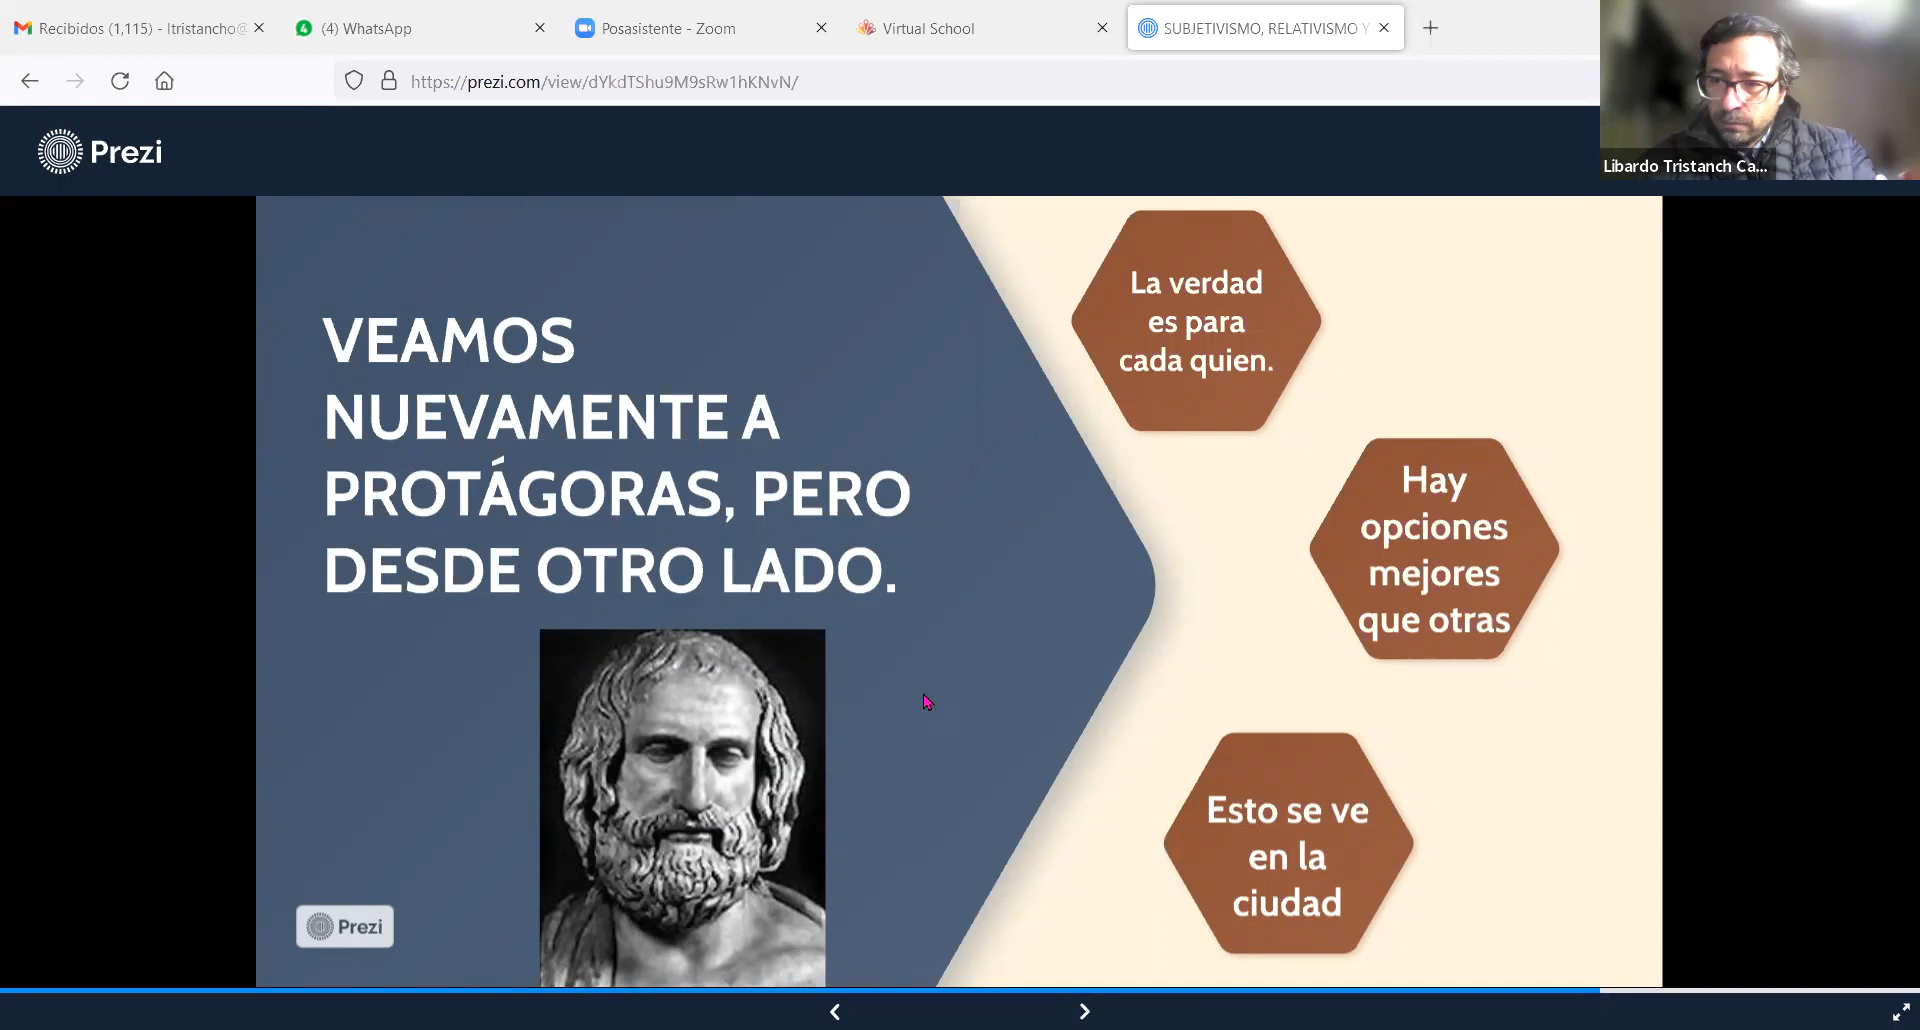 Recibidos (1,115) - ltristancho@
(4) WhatsApp
Posasistente - Zoom
Virtual School
SUBJETIVISMO, RELATIVISMO Y
https://prezi.com/view/dYkdTShu9M9sRw1hKNvN/
Prezi
Libardo Tristanch Ca...
VEAMOS
NUEVAMENTE A
PROTÁGORAS, PERO
DESDE OTRO LADO.
La verdad
es para
cada quien.
Hay
opciones
mejores
que otras
Esto se ve
en la
ciudad
Prezi